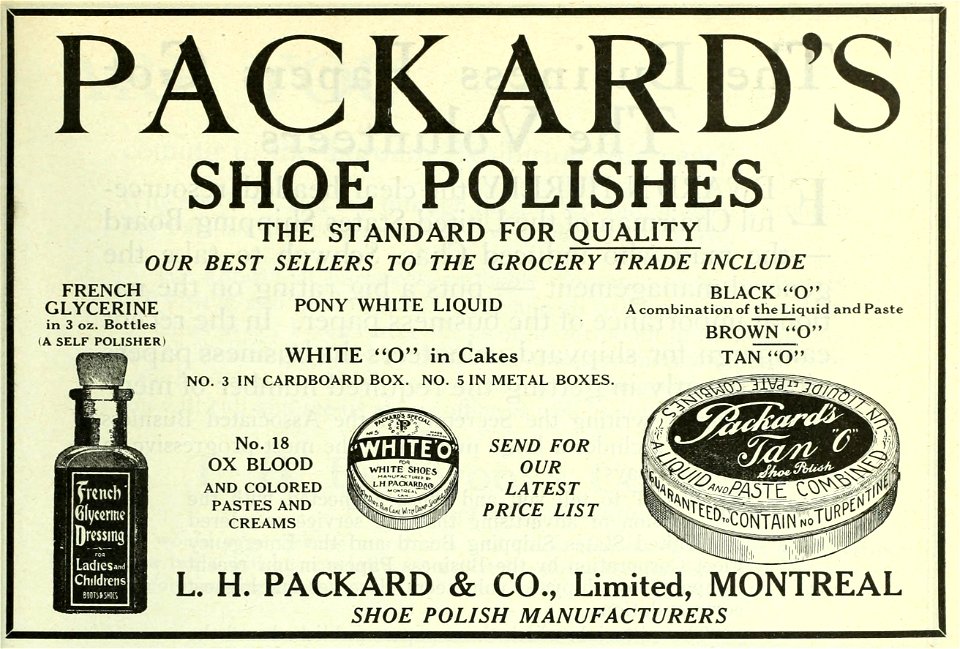 PACKARD'S
SHOE POLISHES
THE STANDARD FOR QUALITY
OUR BEST SELLERS TO THE GROCERY TRADE INCLUDE
FRENCH
GLYCERINE
in 3 oz. Bottles
(A SELF POLISHER)
French
Glycerine
Dressing
FOR
Ladies and
Childrens
BOOTS & SHOES
PONY WHITE LIQUID
WHITE "O" in Cakes
NO. 3 IN CARDBOARD BOX. NO. 5 IN METAL BOXES.
No. 18
OX BLOOD
AND COLORED
PASTES AND
CREAMS
PACKARD'S SPECIAL
"WHITE O"
FOR
WHITE SHOES
MANUFACTURED BY
L.H. PACKARD & CO.
MONTREAL
SEND FOR
OUR
LATEST
PRICE LIST
BLACK "O"
A combination of the Liquid and Paste
BROWN "O"
TAN "O"
UN LIQUIDE ET PATE COMBINES
Packard's
Tan "O"
Shoe Polish
A LIQUID AND PASTE COMBINED
GUARANTEED TO CONTAIN NO TURPENTINE
L. H. PACKARD & CO., Limited, MONTREAL
SHOE POLISH MANUFACTURERS